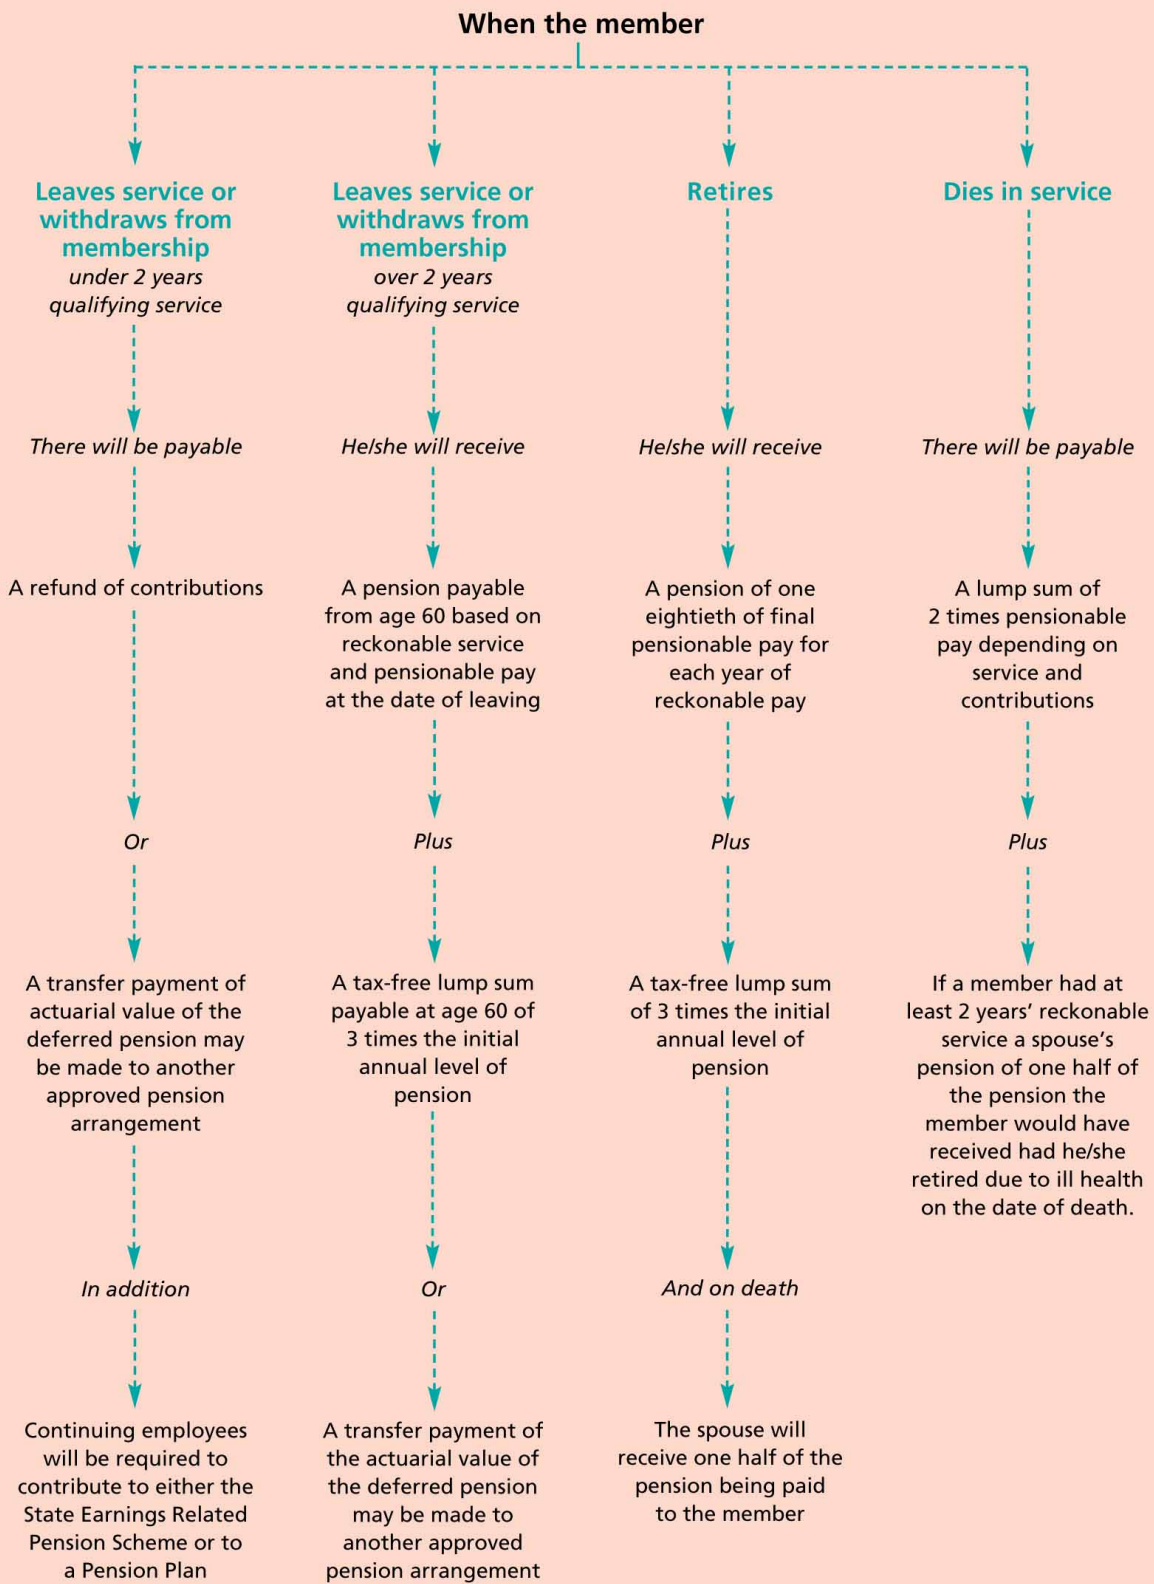 When the member
Leaves service or
withdraws from
membership
under 2 years
qualifying service
There will be payable
A refund of contributions
Or
A transfer payment of
actuarial value of the
deferred pension may
be made to another
approved pension
arrangement
In addition
Continuing employees
will be required to
contribute to either the
State Earnings Related
Pension Scheme or to
a Pension Plan
Leaves service or
withdraws from
membership
over 2 years
qualifying service
He/she will receive
A pension payable
from age 60 based on
reckonable service
and pensionable pay
at the date of leaving
Plus
A tax-free lump sum
payable at age 60 of
3 times the initial
annual level of
pension
Or
A transfer payment of
the actuarial value of
the deferred pension
may be made to
another approved
pension arrangement
Retires
He/she will receive
A pension of one
eightieth of final
pensionable pay for
each year of
reckonable pay
Plus
A tax-free lump sum
of 3 times the initial
annual level of
pension
And on death
The spouse will
receive one half of the
pension being paid
to the member
Dies in service
There will be payable
A lump sum of
2 times pensionable
pay depending on
service and
contributions
Plus
If a member had at
least 2 years’ reckonable
service a spouse’s
pension of one half of
the pension the
member would have
received had he/she
retired due to ill health
on the date of death.